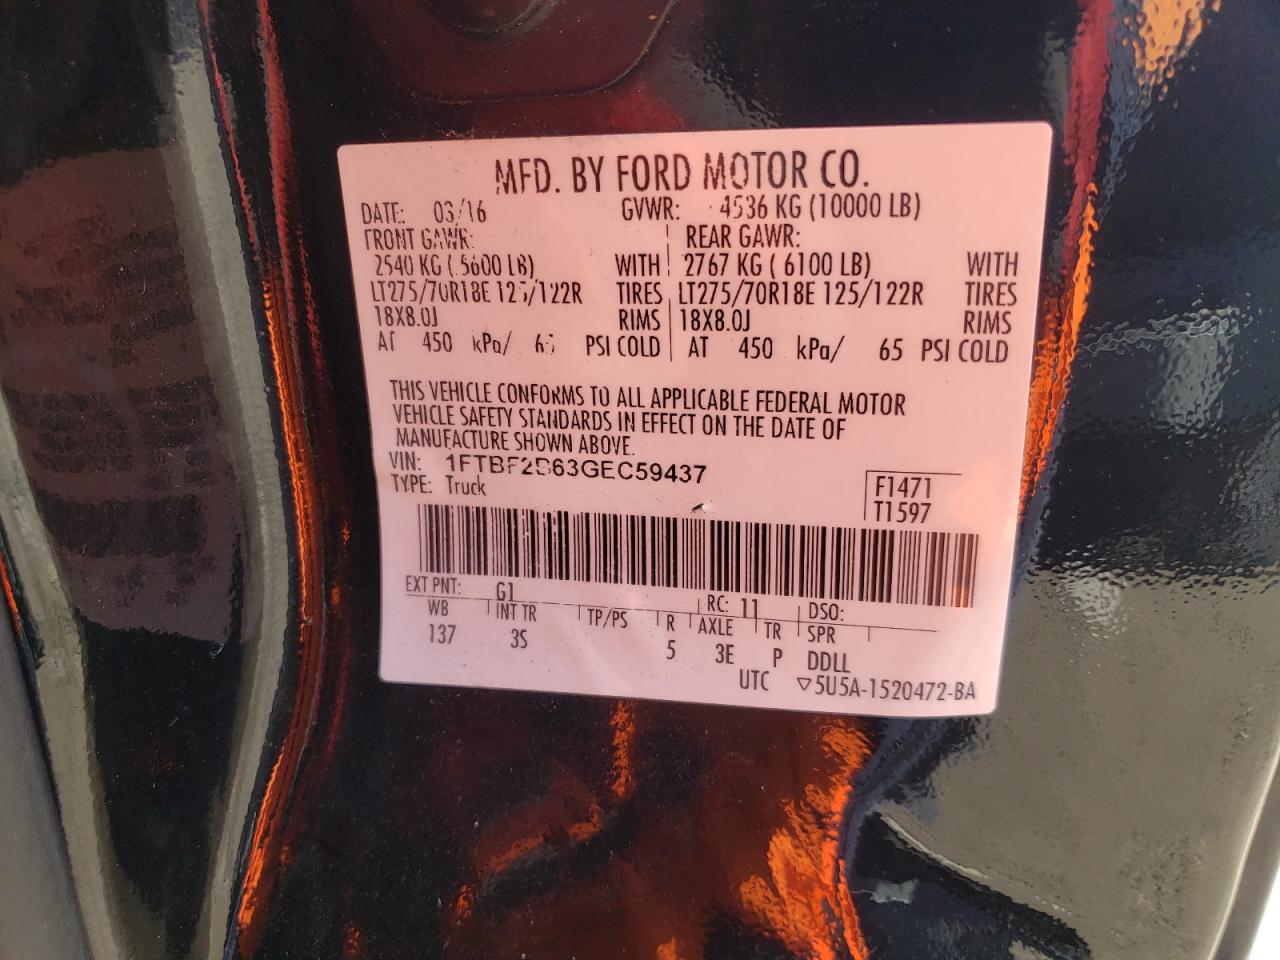 MFD. BY FORD MOTOR CO.
DATE: 03/16 GVWR: 4536 KG (10000 LB)
FRONT GAWR: REAR GAWR:
2540 KG (5600 LB) WITH 2767 KG (6100 LB) WITH
LT275/70R18E 125/122R TIRES LT275/70R18E 125/122R TIRES
18X8.0J RIMS 18X8.0J RIMS
AT 450 kPa/ 65 PSI COLD AT 450 kPa/ 65 PSI COLD
THIS VEHICLE CONFORMS TO ALL APPLICABLE FEDERAL MOTOR
VEHICLE SAFETY STANDARDS IN EFFECT ON THE DATE OF
MANUFACTURE SHOWN ABOVE.
VIN:
TYPE: Truck
F1471
T1597
EXT PNT: G1 RC: 11 DSO:
WB INT TR TP/PS R AXLE TR SPR
137 3S 5 3E P DDLL
UTC ▽5U5A-1520472-BA